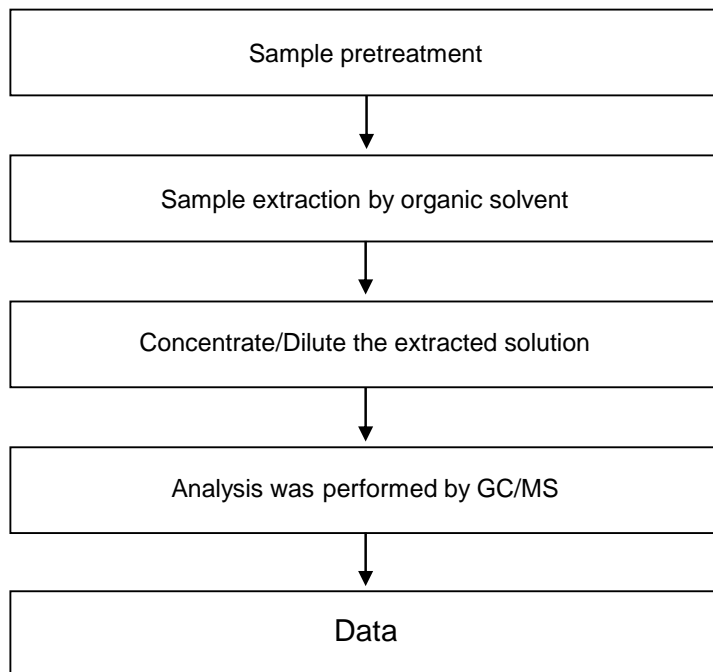 Sample pretreatment
Sample extraction by organic solvent
Concentrate/Dilute the extracted solution
Analysis was performed by GC/MS
Data